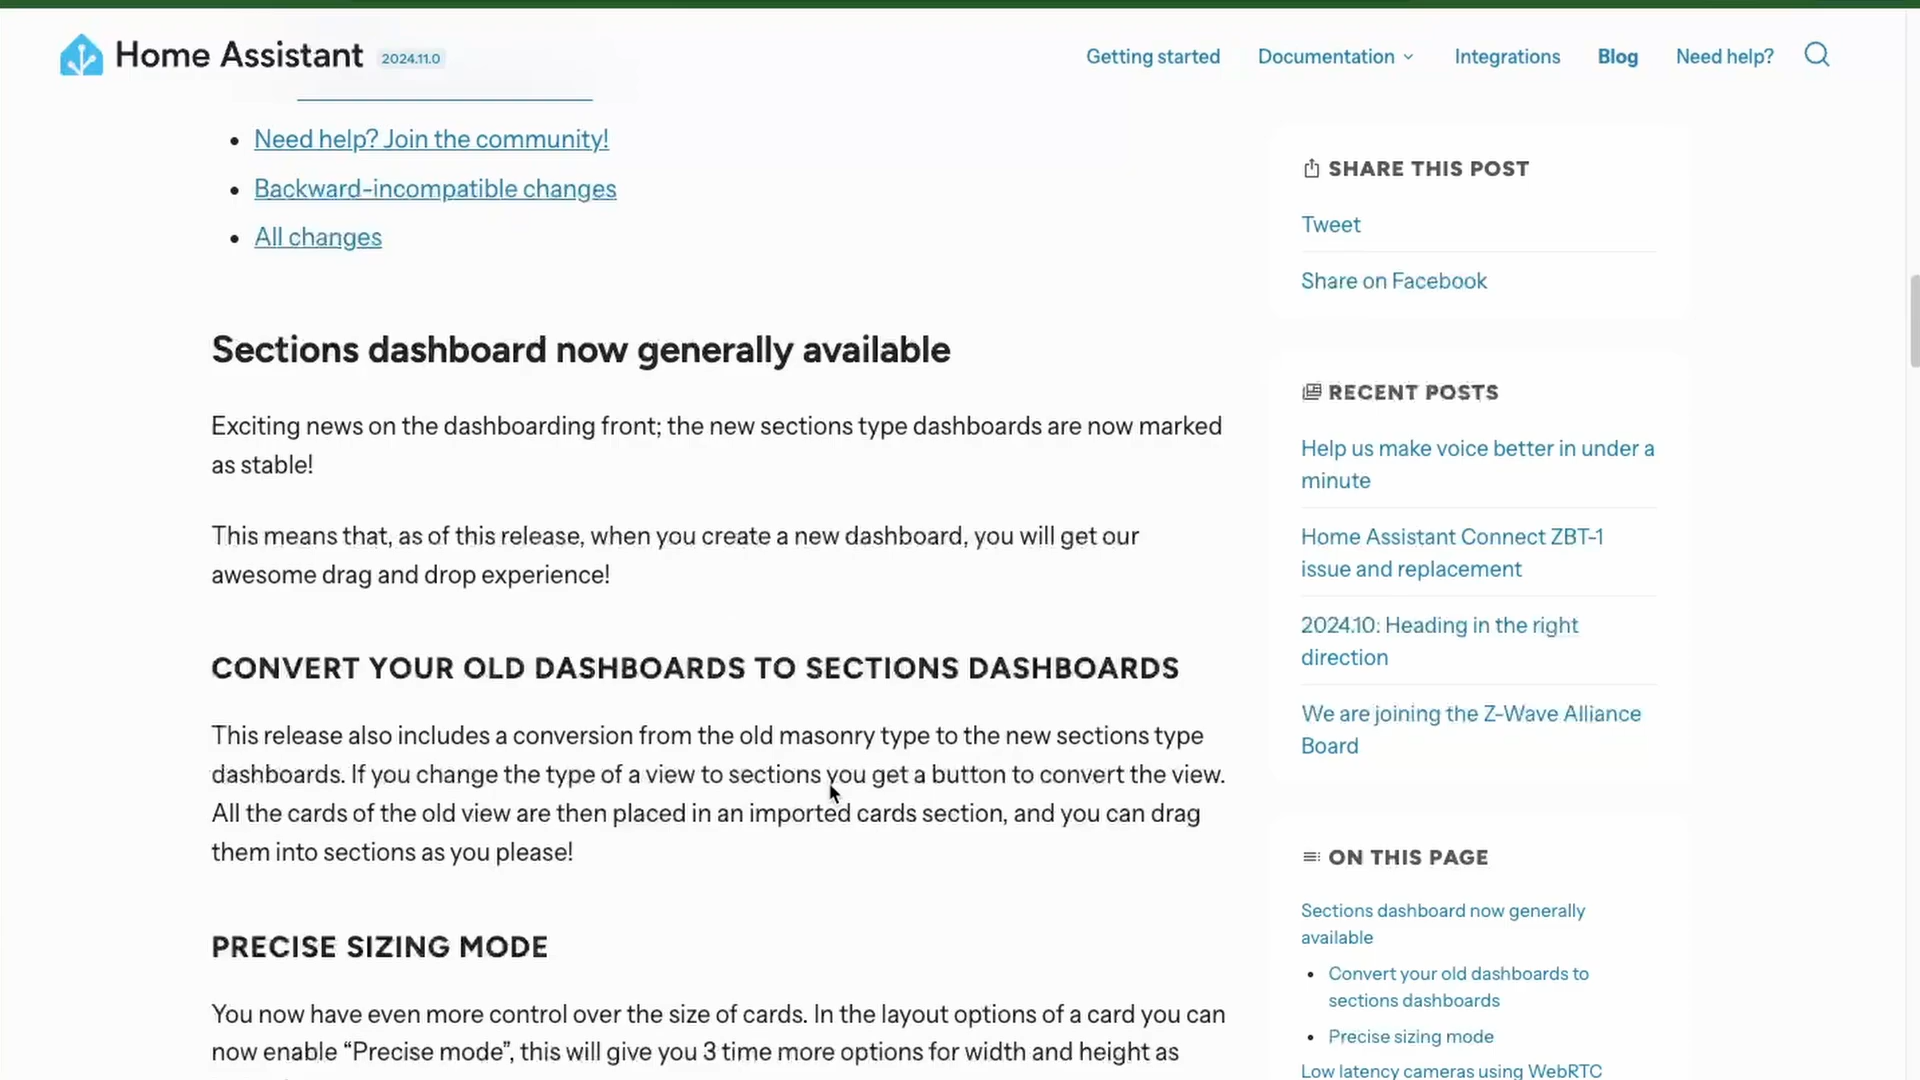 Home Assistant 2024.11.0
Getting started Documentation Integrations Blog Need help?
Need help? Join the community!
Backward-incompatible changes
All changes
Sections dashboard now generally available
Exciting news on the dashboarding front; the new sections type dashboards are now marked
as stable!
This means that, as of this release, when you create a new dashboard, you will get our
awesome drag and drop experience!
CONVERT YOUR OLD DASHBOARDS TO SECTIONS DASHBOARDS
This release also includes a conversion from the old masonry type to the new sections type
dashboards. If you change the type of a view to sections you get a button to convert the view.
All the cards of the old view are then placed in an imported cards section, and you can drag
them into sections as you please!
PRECISE SIZING MODE
You now have even more control over the size of cards. In the layout options of a card you can
now enable “Precise mode”, this will give you 3 time more options for width and height as
SHARE THIS POST
Tweet
Share on Facebook
RECENT POSTS
Help us make voice better in under a
minute
Home Assistant Connect ZBT-1
issue and replacement
2024.10: Heading in the right
direction
We are joining the Z-Wave Alliance
Board
ON THIS PAGE
Sections dashboard now generally
available
Convert your old dashboards to
sections dashboards
Precise sizing mode
Low latency cameras using WebRTC